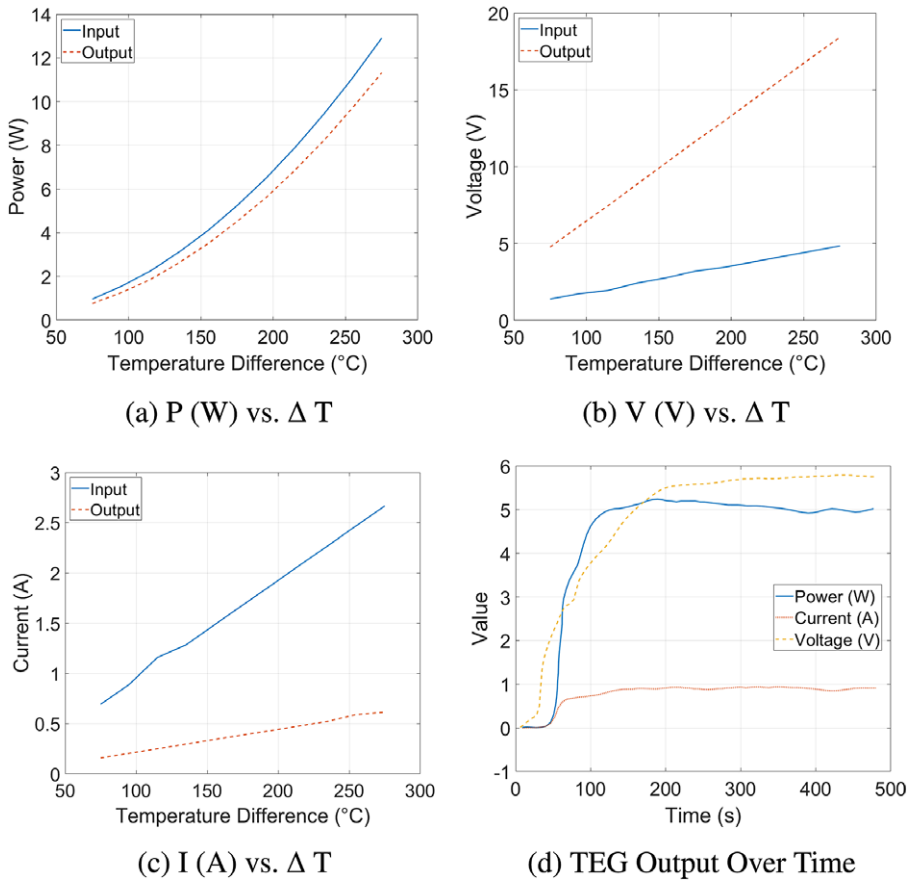 14
12
10
8
6
4
2
0
Power (W)
Input
Output
50 100 150 200 250 300
Temperature Difference (°C)
(a) P (W) vs. Δ T
20
15
10
5
0
Voltage (V)
Input
Output
50 100 150 200 250 300
Temperature Difference (°C)
(b) V (V) vs. Δ T
3
2.5
2
1.5
1
0.5
0
Current (A)
Input
Output
50 100 150 200 250 300
Temperature Difference (°C)
(c) I (A) vs. Δ T
6
5
4
3
2
1
0
-1
Value
Power (W)
Current (A)
Voltage (V)
0 100 200 300 400 500
Time (s)
(d) TEG Output Over Time